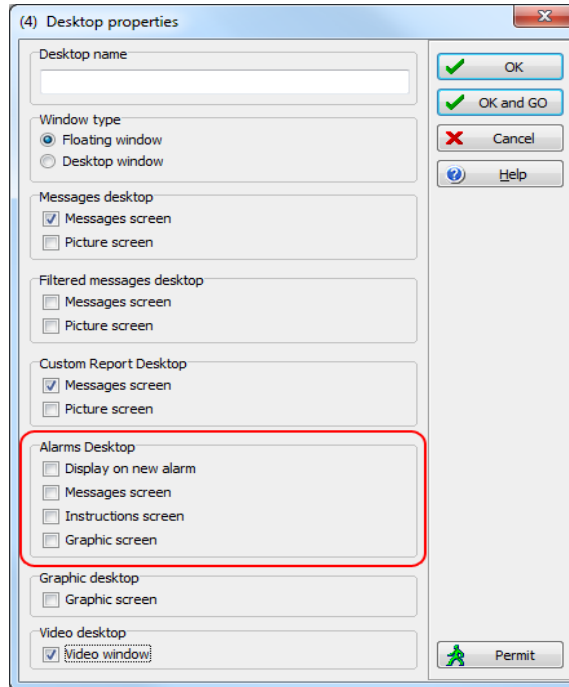 (4) Desktop properties
Desktop name
Window type
Floating window
Desktop window
Messages desktop
Messages screen
Picture screen
Filtered messages desktop
Messages screen
Picture screen
Custom Report Desktop
Messages screen
Picture screen
Alarms Desktop
Display on new alarm
Messages screen
Instructions screen
Graphic screen
Graphic desktop
Graphic screen
Video desktop
Video window
OK
OK and GO
Cancel
Help
Permit